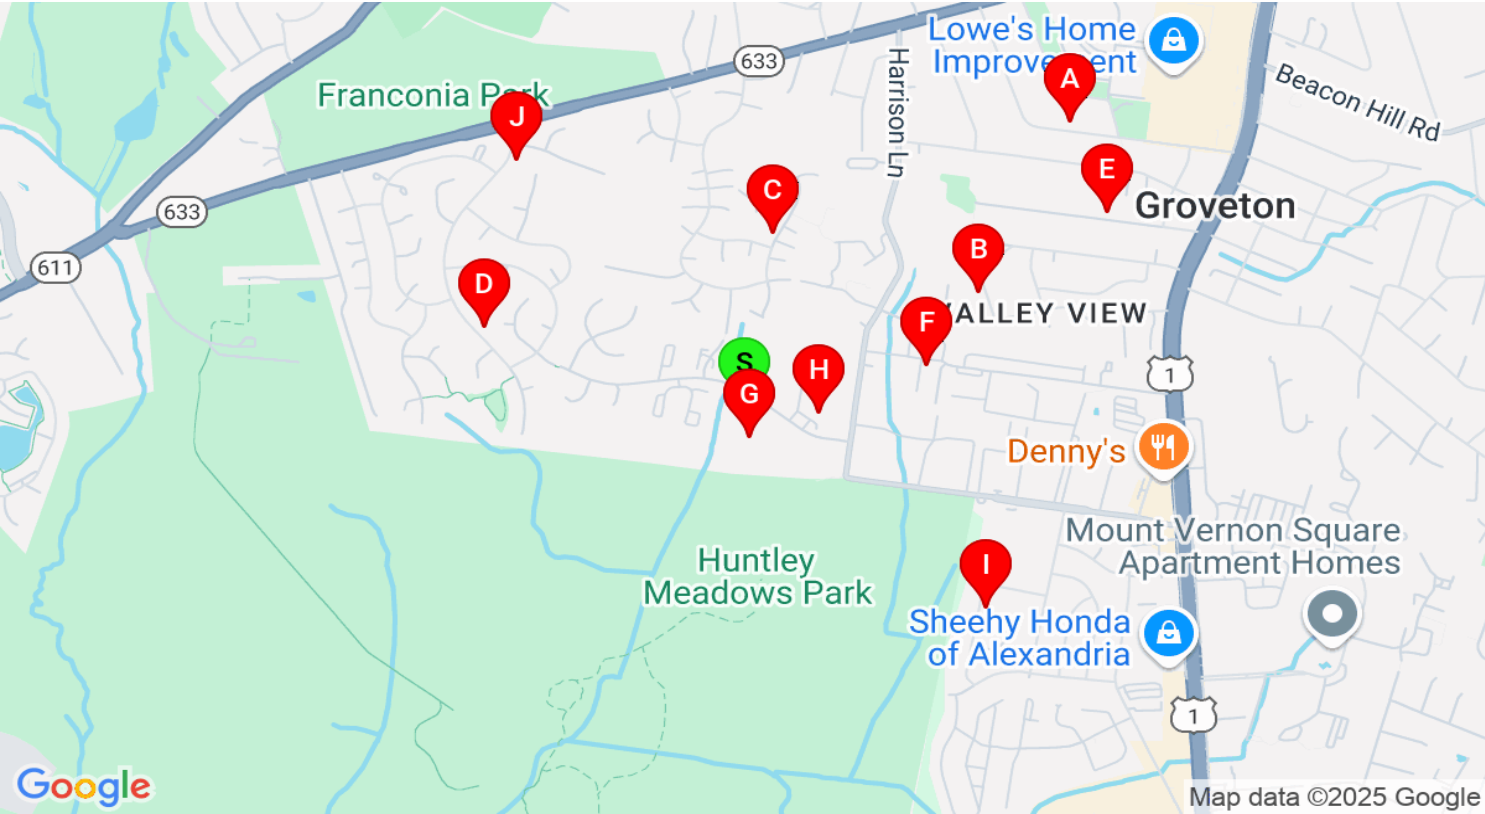 Lowe's Home
Improvement
633
A
Franconia Park
J
Harrison Ln
Beacon Hill Rd
E
C
Groveton
633
B
611
D
VALLEY VIEW
F
S
H
1
G
Denny's
Mount Vernon Square
Apartment Homes
Huntley
Meadows Park
I
Sheehy Honda
of Alexandria
1
Google
Map data ©2025 Google